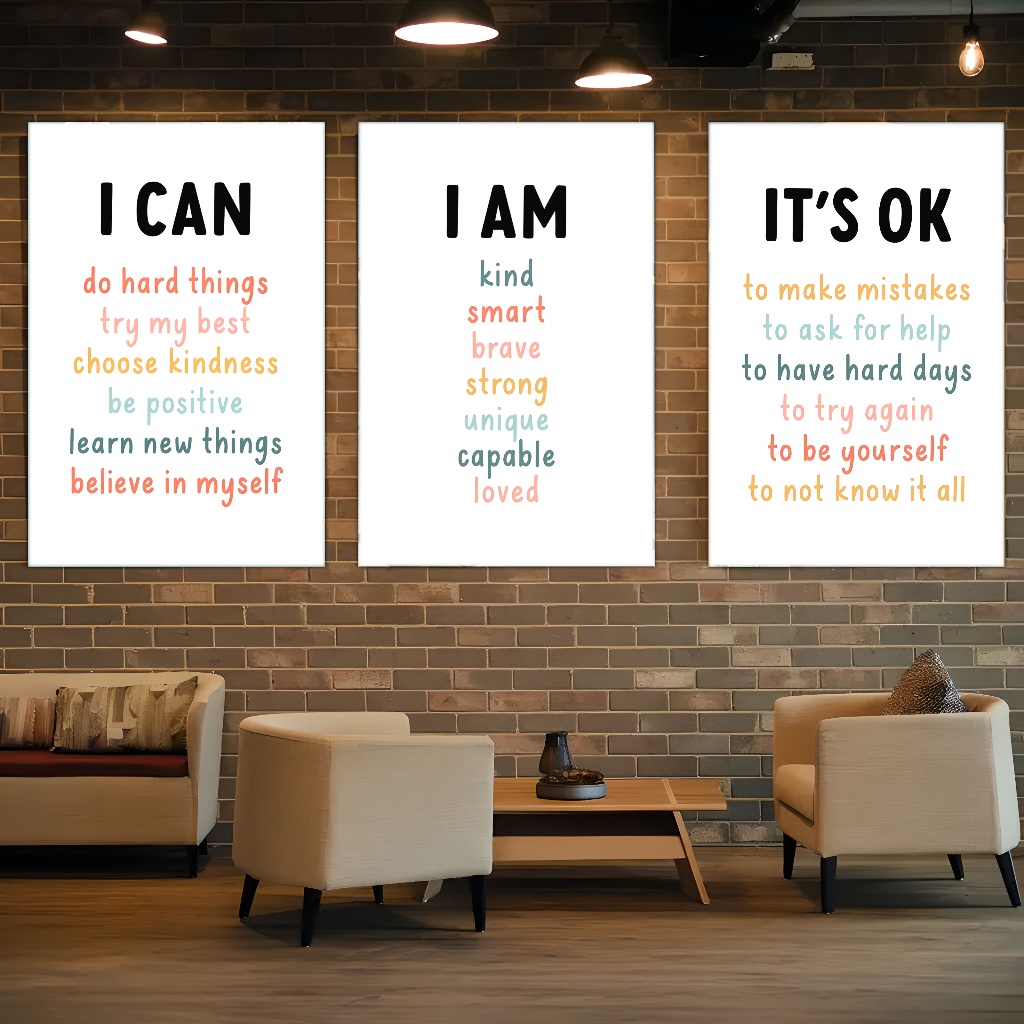 I CAN
do hard things
try my best
choose kindness
be positive
learn new things
believe in myself
I AM
kind
smart
brave
strong
unique
capable
loved
IT'S OK
to make mistakes
to ask for help
to have hard days
to try again
to be yourself
to not know it all